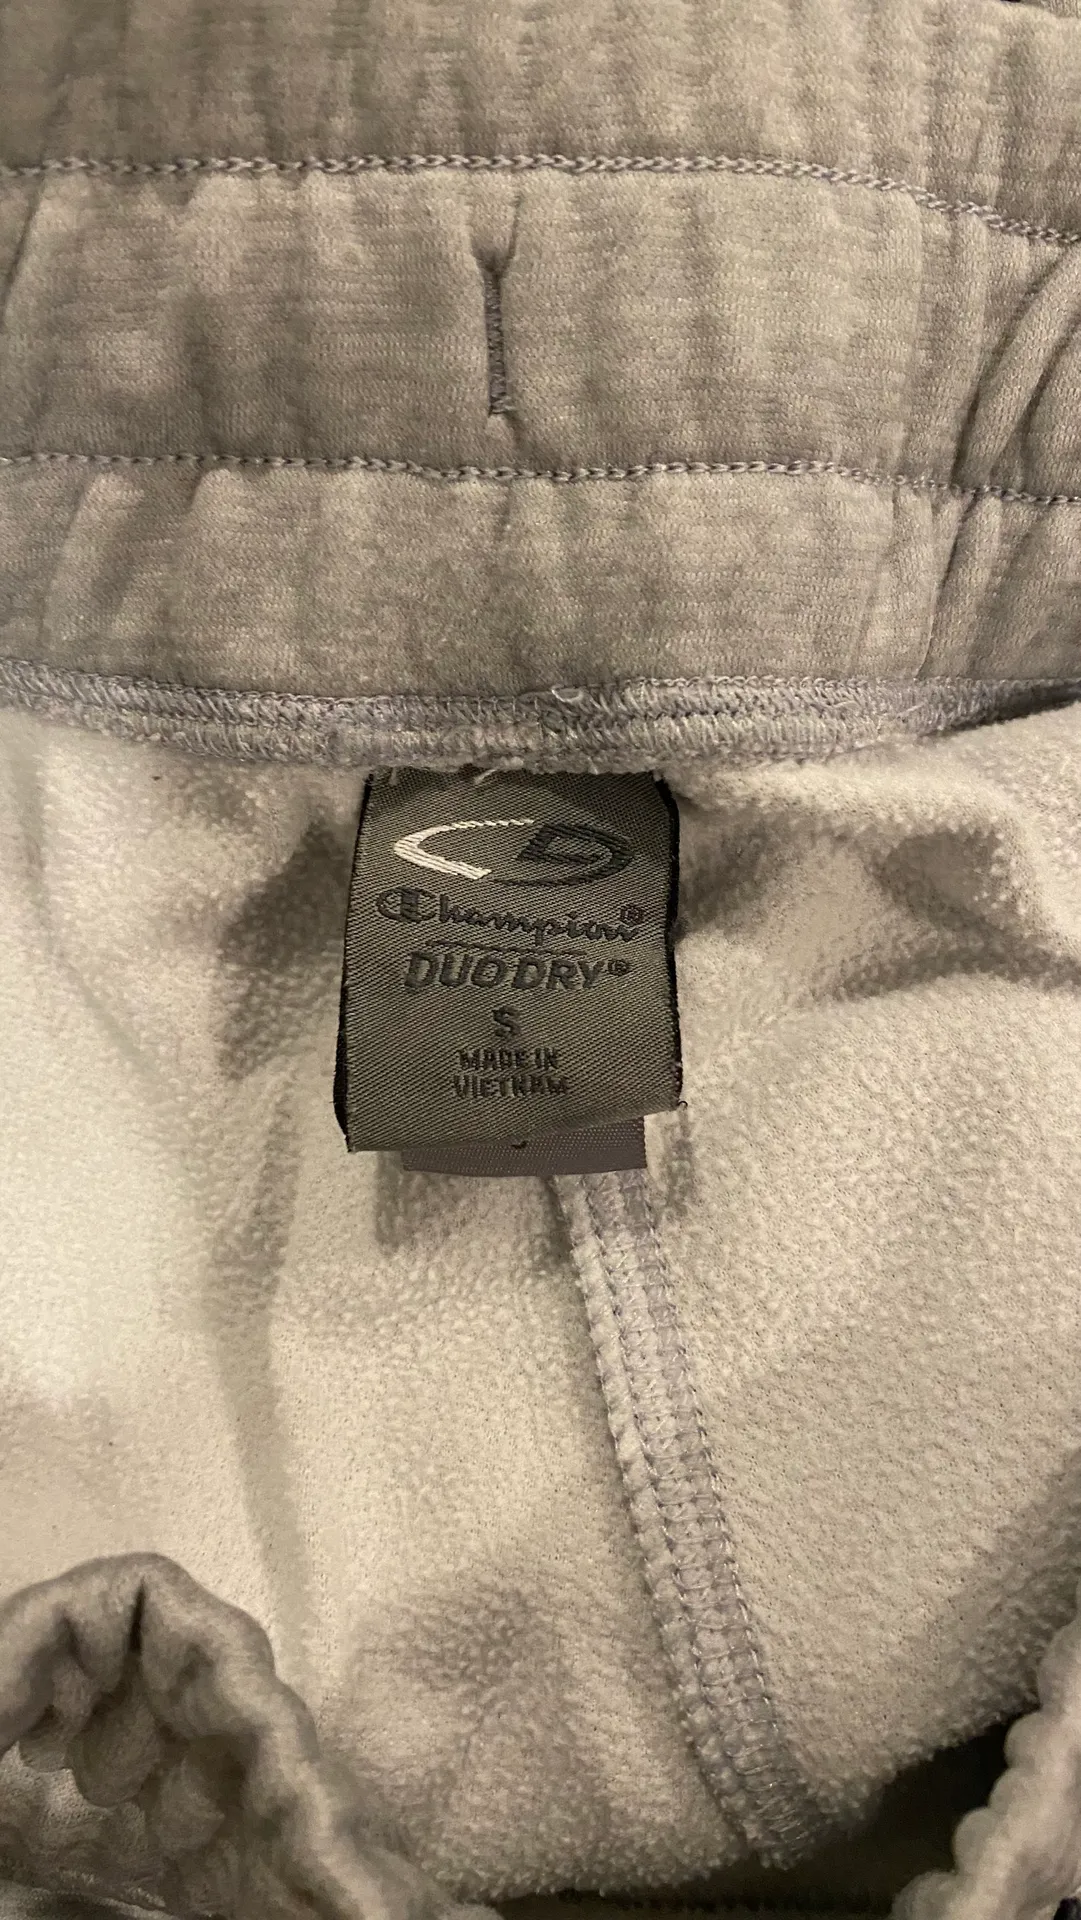 Champion®
DUO DRY®
S
MADE IN
VIETNAM